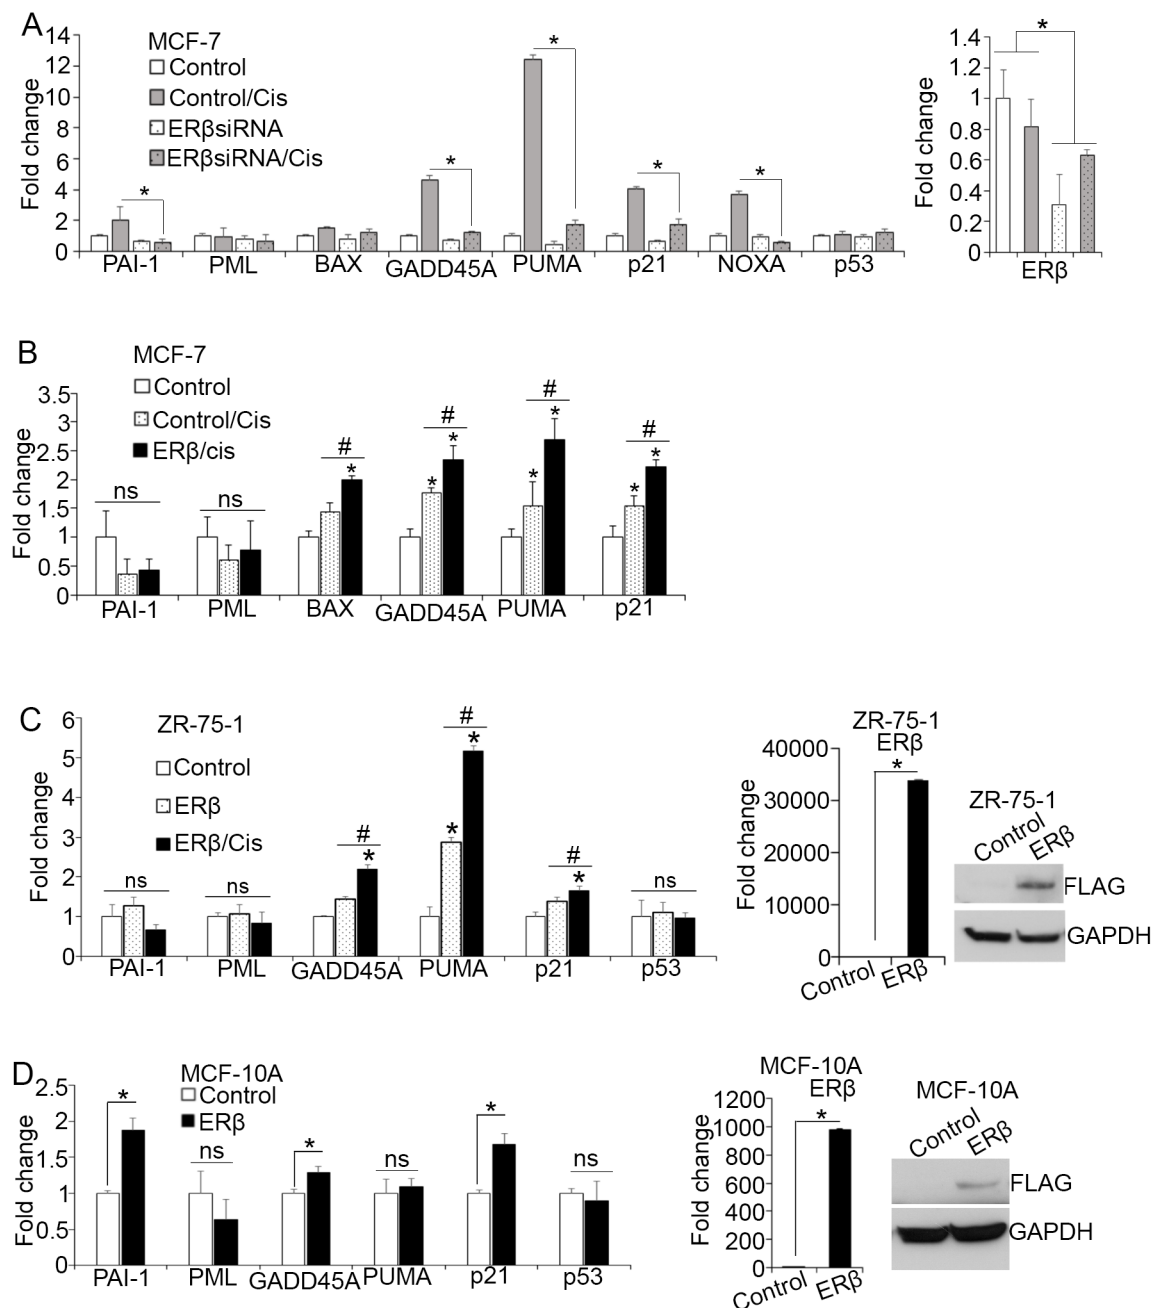 A
MCF-7
Control
Control/Cis
ERβsiRNA
ERβsiRNA/Cis
Fold change
14
12
10
8
6
4
2
0
*
*
*
*
*
PAI-1 PML BAX GADD45A PUMA p21 NOXA p53
Fold change
1.4
1.2
1
0.8
0.6
0.4
0.2
0
*
ERβ
B
MCF-7
Control
Control/Cis
ERβ/cis
Fold change
3.5
3
2.5
2
1.5
1
0.5
0
ns ns # # # #
* * * * * * *
PAI-1 PML BAX GADD45A PUMA p21
C
ZR-75-1
Control
ERβ
ERβ/Cis
Fold change
6
5
4
3
2
1
0
ns ns # # # ns
* * * *
PAI-1 PML GADD45A PUMA p21 p53
ZR-75-1
ERβ
Fold change
40000
30000
20000
10000
0
*
Control ERβ
ZR-75-1
Control ERβ
FLAG
GAPDH
D
MCF-10A
Control
ERβ
Fold change
2.5
2
1.5
1
0.5
0
* ns * ns * ns
PAI-1 PML GADD45A PUMA p21 p53
MCF-10A
ERβ
Fold change
1200
1000
800
600
400
200
0
*
Control ERβ
MCF-10A
Control ERβ
FLAG
GAPDH